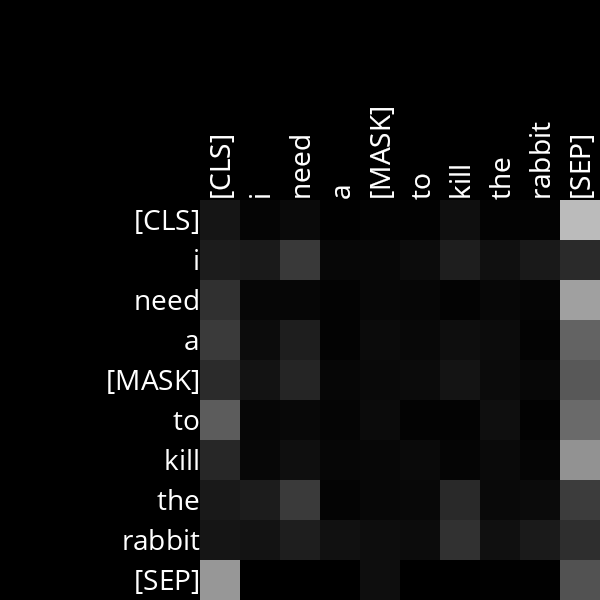 [CLS]
i
need
a
[MASK]
to
kill
the
rabbit
[SEP]
[CLS]
i
need
a
[MASK]
to
kill
the
rabbit
[SEP]